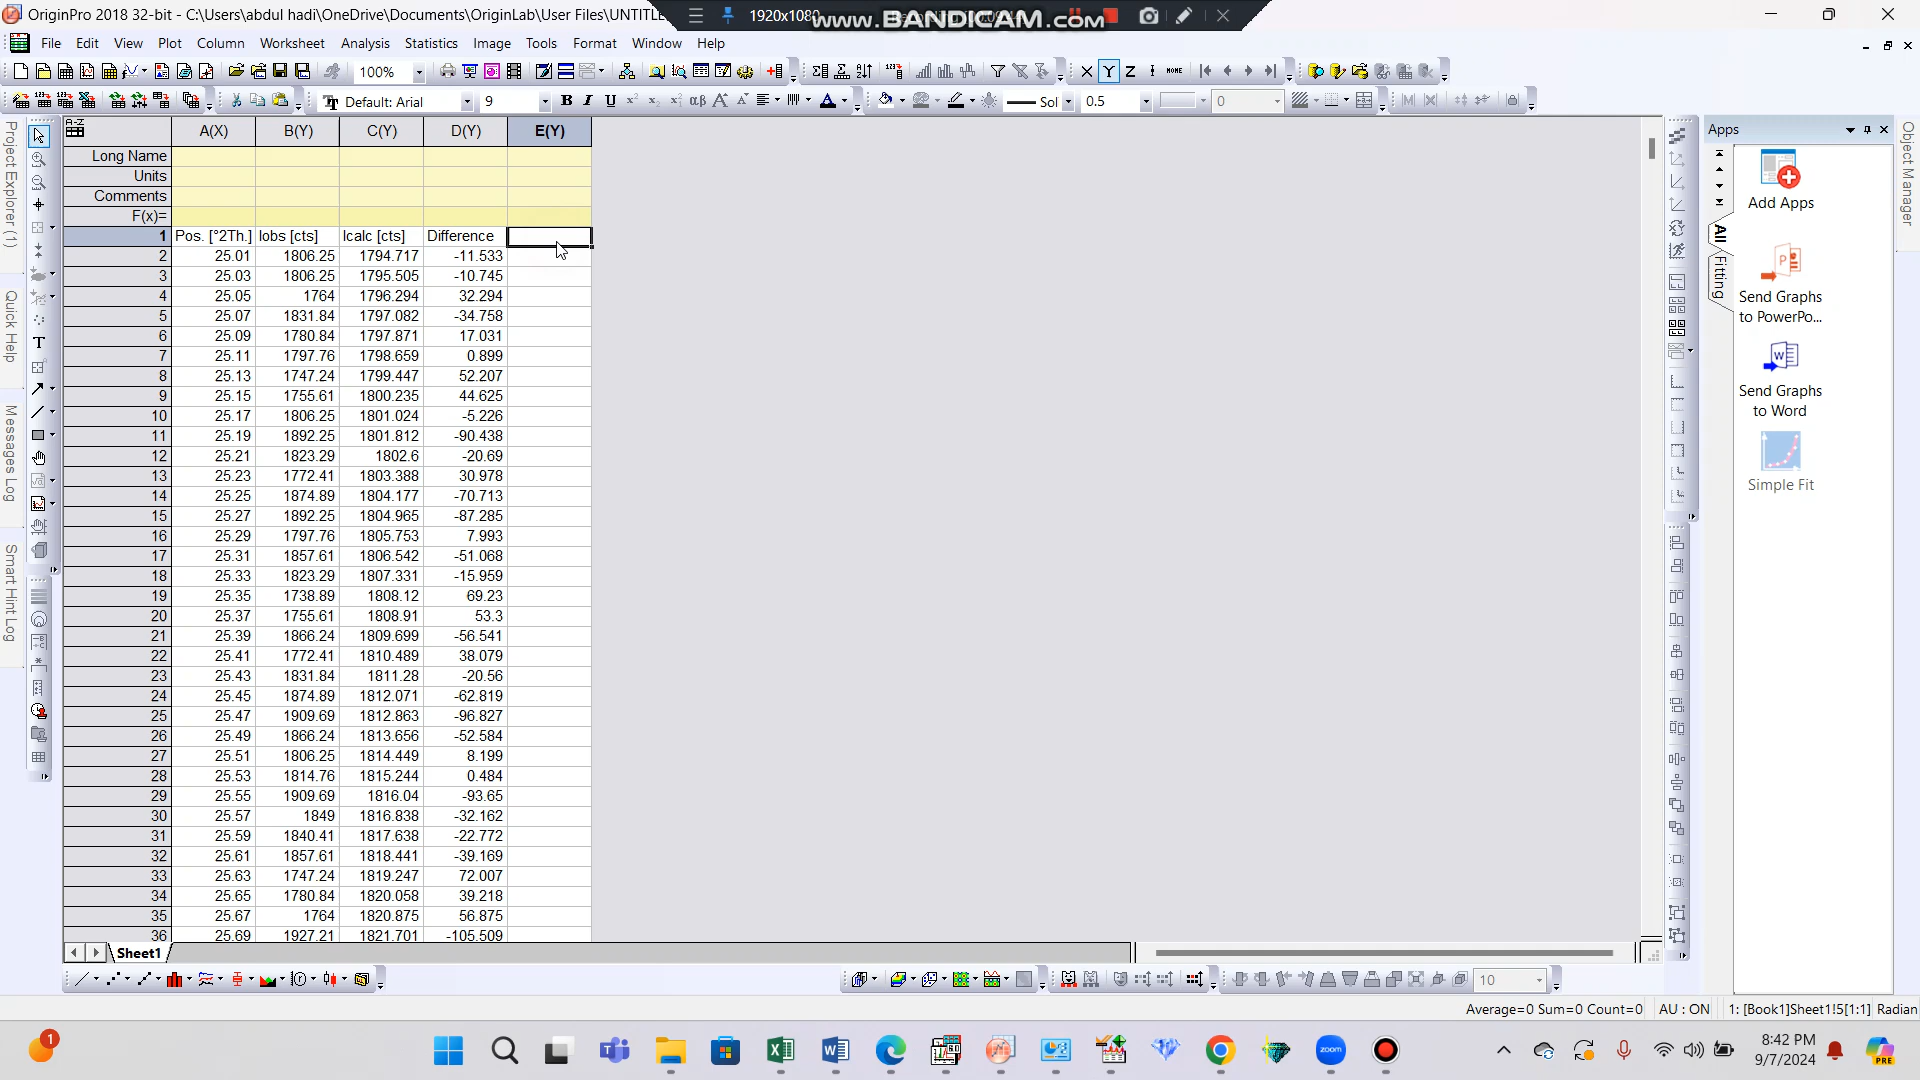 OriginPro 2018 32-bit - C:\Users\abdul hadi\OneDrive\Documents\OriginLab\User Files\UNTITLE
1920x1080
www.BANDICAM.com
File Edit View Plot Column Worksheet Analysis Statistics Image Tools Format Window Help
100%
X Y Z
Default: Arial 9 B I U Sol 0.5 0
Project Explorer (1)
Quick Help
Messages Log
Smart Hint Log
A(X) B(Y) C(Y) D(Y) E(Y)
Long Name
Units
Comments
F(x)=
1 Pos. [°2Th.] Iobs [cts] Icalc [cts] Difference
2 25.01 1806.25 1794.717 -11.533
3 25.03 1806.25 1795.505 -10.745
4 25.05 1764 1796.294 32.294
5 25.07 1831.84 1797.082 -34.758
6 25.09 1780.84 1797.871 17.031
7 25.11 1797.76 1798.659 0.899
8 25.13 1747.24 1799.447 52.207
9 25.15 1755.61 1800.235 44.625
10 25.17 1806.25 1801.024 -5.226
11 25.19 1892.25 1801.812 -90.438
12 25.21 1823.29 1802.6 -20.69
13 25.23 1772.41 1803.388 30.978
14 25.25 1874.89 1804.177 -70.713
15 25.27 1892.25 1804.965 -87.285
16 25.29 1797.76 1805.753 7.993
17 25.31 1857.61 1806.542 -51.068
18 25.33 1823.29 1807.331 -15.959
19 25.35 1738.89 1808.12 69.23
20 25.37 1755.61 1808.91 53.3
21 25.39 1866.24 1809.699 -56.541
22 25.41 1772.41 1810.489 38.079
23 25.43 1831.84 1811.28 -20.56
24 25.45 1874.89 1812.071 -62.819
25 25.47 1909.69 1812.863 -96.827
26 25.49 1866.24 1813.656 -52.584
27 25.51 1806.25 1814.449 8.199
28 25.53 1814.76 1815.244 0.484
29 25.55 1909.69 1816.04 -93.65
30 25.57 1849 1816.838 -32.162
31 25.59 1840.41 1817.638 -22.772
32 25.61 1857.61 1818.441 -39.169
33 25.63 1747.24 1819.247 72.007
34 25.65 1780.84 1820.058 39.218
35 25.67 1764 1820.875 56.875
36 25.69 1927.21 1821.701 -105.509
Sheet1
Apps
All
Fitting
Add Apps
Send Graphs
to PowerPo...
Send Graphs
to Word
Simple Fit
Object Manager
10
Average=0 Sum=0 Count=0 AU : ON 1: [Book1]Sheet1!5[1:1] Radian
1
zoom
8:42 PM
9/7/2024
PRE